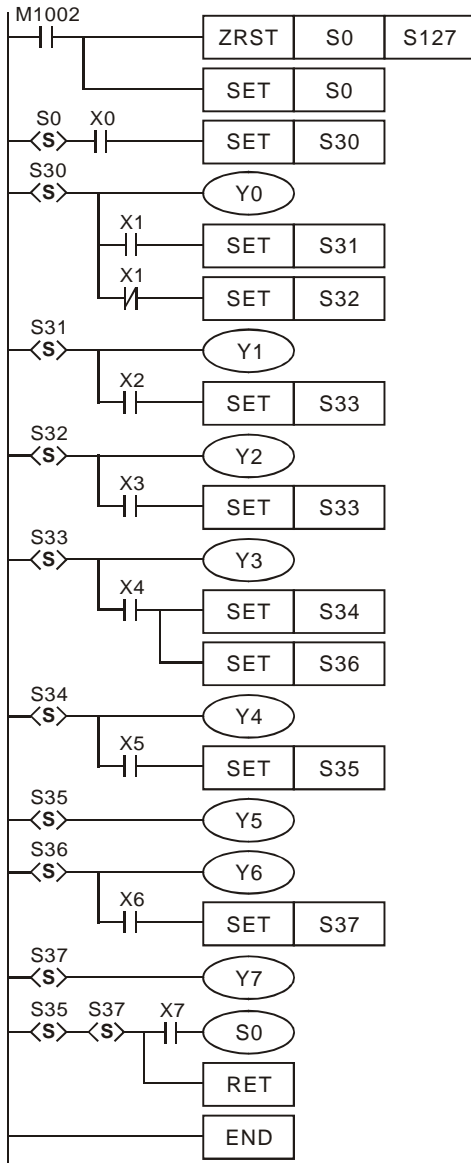 M1002
ZRST S0 S127
SET S0
S0 X0
S SET S30
S30
S Y0
X1
SET S31
X1
SET S32
S31
S Y1
X2
SET S33
S32
S Y2
X3
SET S33
S33
S Y3
X4
SET S34
SET S36
S34
S Y4
X5
SET S35
S35
S Y5
S36
S Y6
X6
SET S37
S37
S Y7
S35 S37 X7
S S S0
RET
END